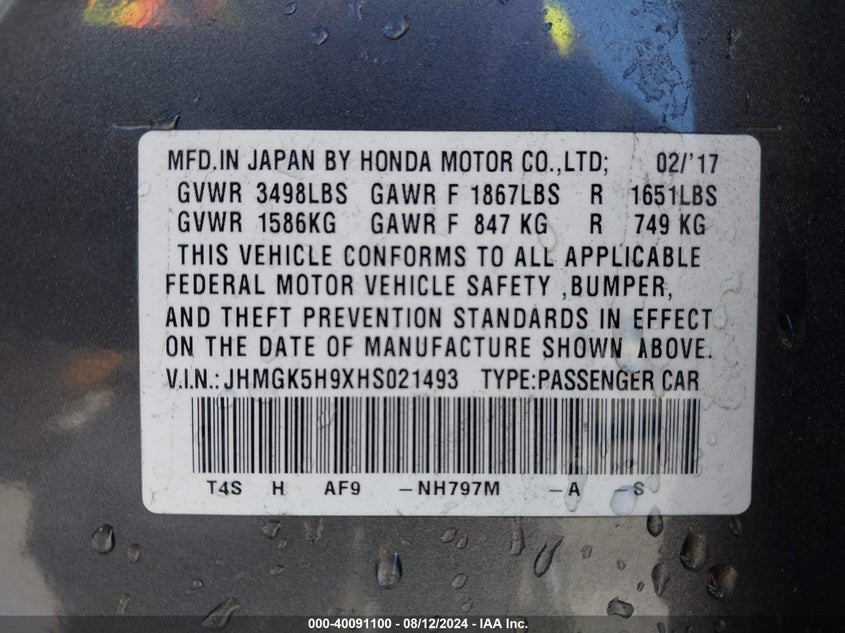 MFD.IN JAPAN BY HONDA MOTOR CO.,LTD; 02/'17
GVWR 3498LBS GAWR F 1867LBS R 1651LBS
GVWR 1586KG GAWR F 847 KG R 749 KG
THIS VEHICLE CONFORMS TO ALL APPLICABLE
FEDERAL MOTOR VEHICLE SAFETY ,BUMPER,
AND THEFT PREVENTION STANDARDS IN EFFECT
ON THE DATE OF MANUFACTURE SHOWN ABOVE.
V.I.N.: JHMGK5H9XHS021493 TYPE:PASSENGER CAR
T4S H AF9 -NH797M -A -S
000-40091100 - 08/12/2024 - IAA Inc.